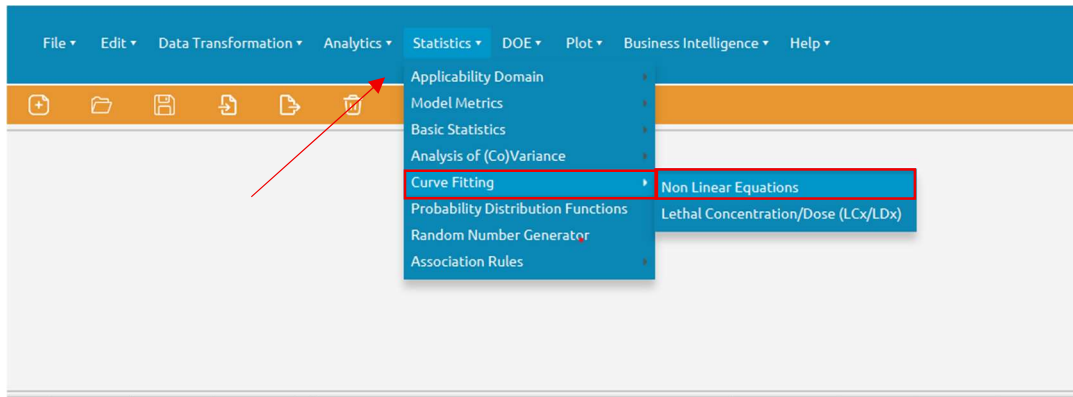 File Edit Data Transformation Analytics Statistics DOE Plot Business Intelligence Help
Applicability Domain
Model Metrics
Basic Statistics
Analysis of (Co)Variance
Curve Fitting
Non Linear Equations
Probability Distribution Functions
Lethal Concentration/Dose (LCx/LDx)
Random Number Generator
Association Rules